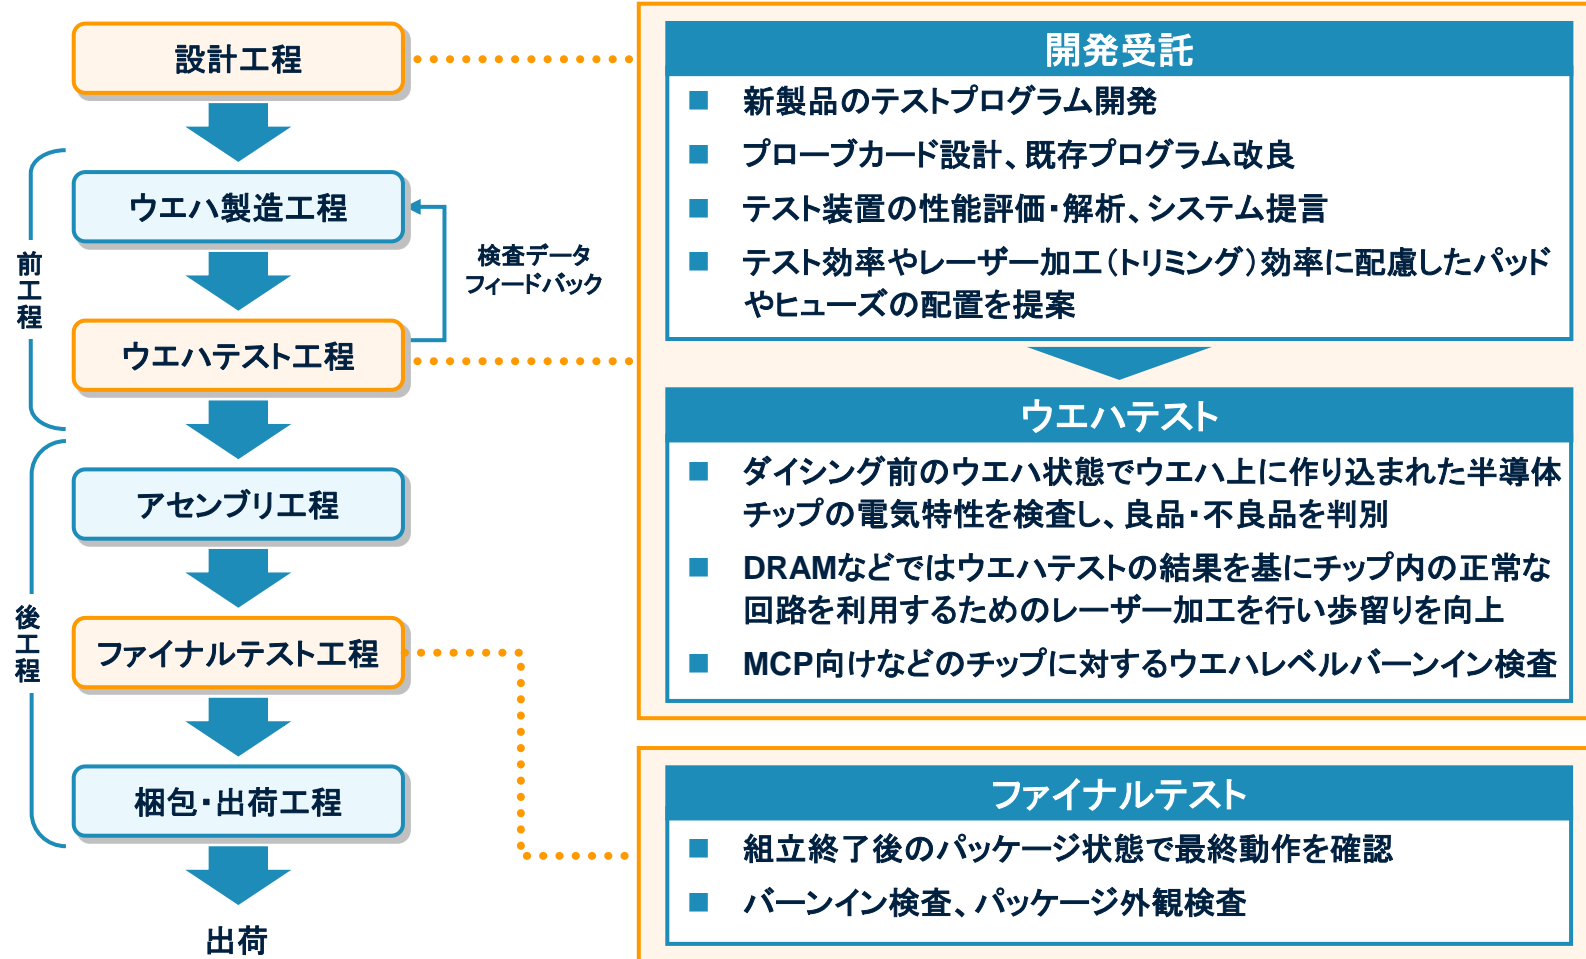 設計工程
ウエハ製造工程
検査データ
フィードバック
前工程
ウエハテスト工程
アセンブリ工程
後工程
ファイナルテスト工程
梱包・出荷工程
出荷
開発受託
■ 新製品のテストプログラム開発
■ プローブカード設計、既存プログラム改良
■ テスト装置の性能評価・解析、システム提言
■ テスト効率やレーザー加工（トリミング）効率に配慮したパッド
やヒューズの配置を提案
ウエハテスト
■ ダイシング前のウエハ状態でウエハ上に作り込まれた半導体
チップの電気特性を検査し、良品・不良品を判別
■ DRAMなどではウエハテストの結果を基にチップ内の正常な
回路を利用するためのレーザー加工を行い歩留りを向上
■ MCP向けなどのチップに対するウエハレベルバーンイン検査
ファイナルテスト
■ 組立終了後のパッケージ状態で最終動作を確認
■ バーンイン検査、パッケージ外観検査